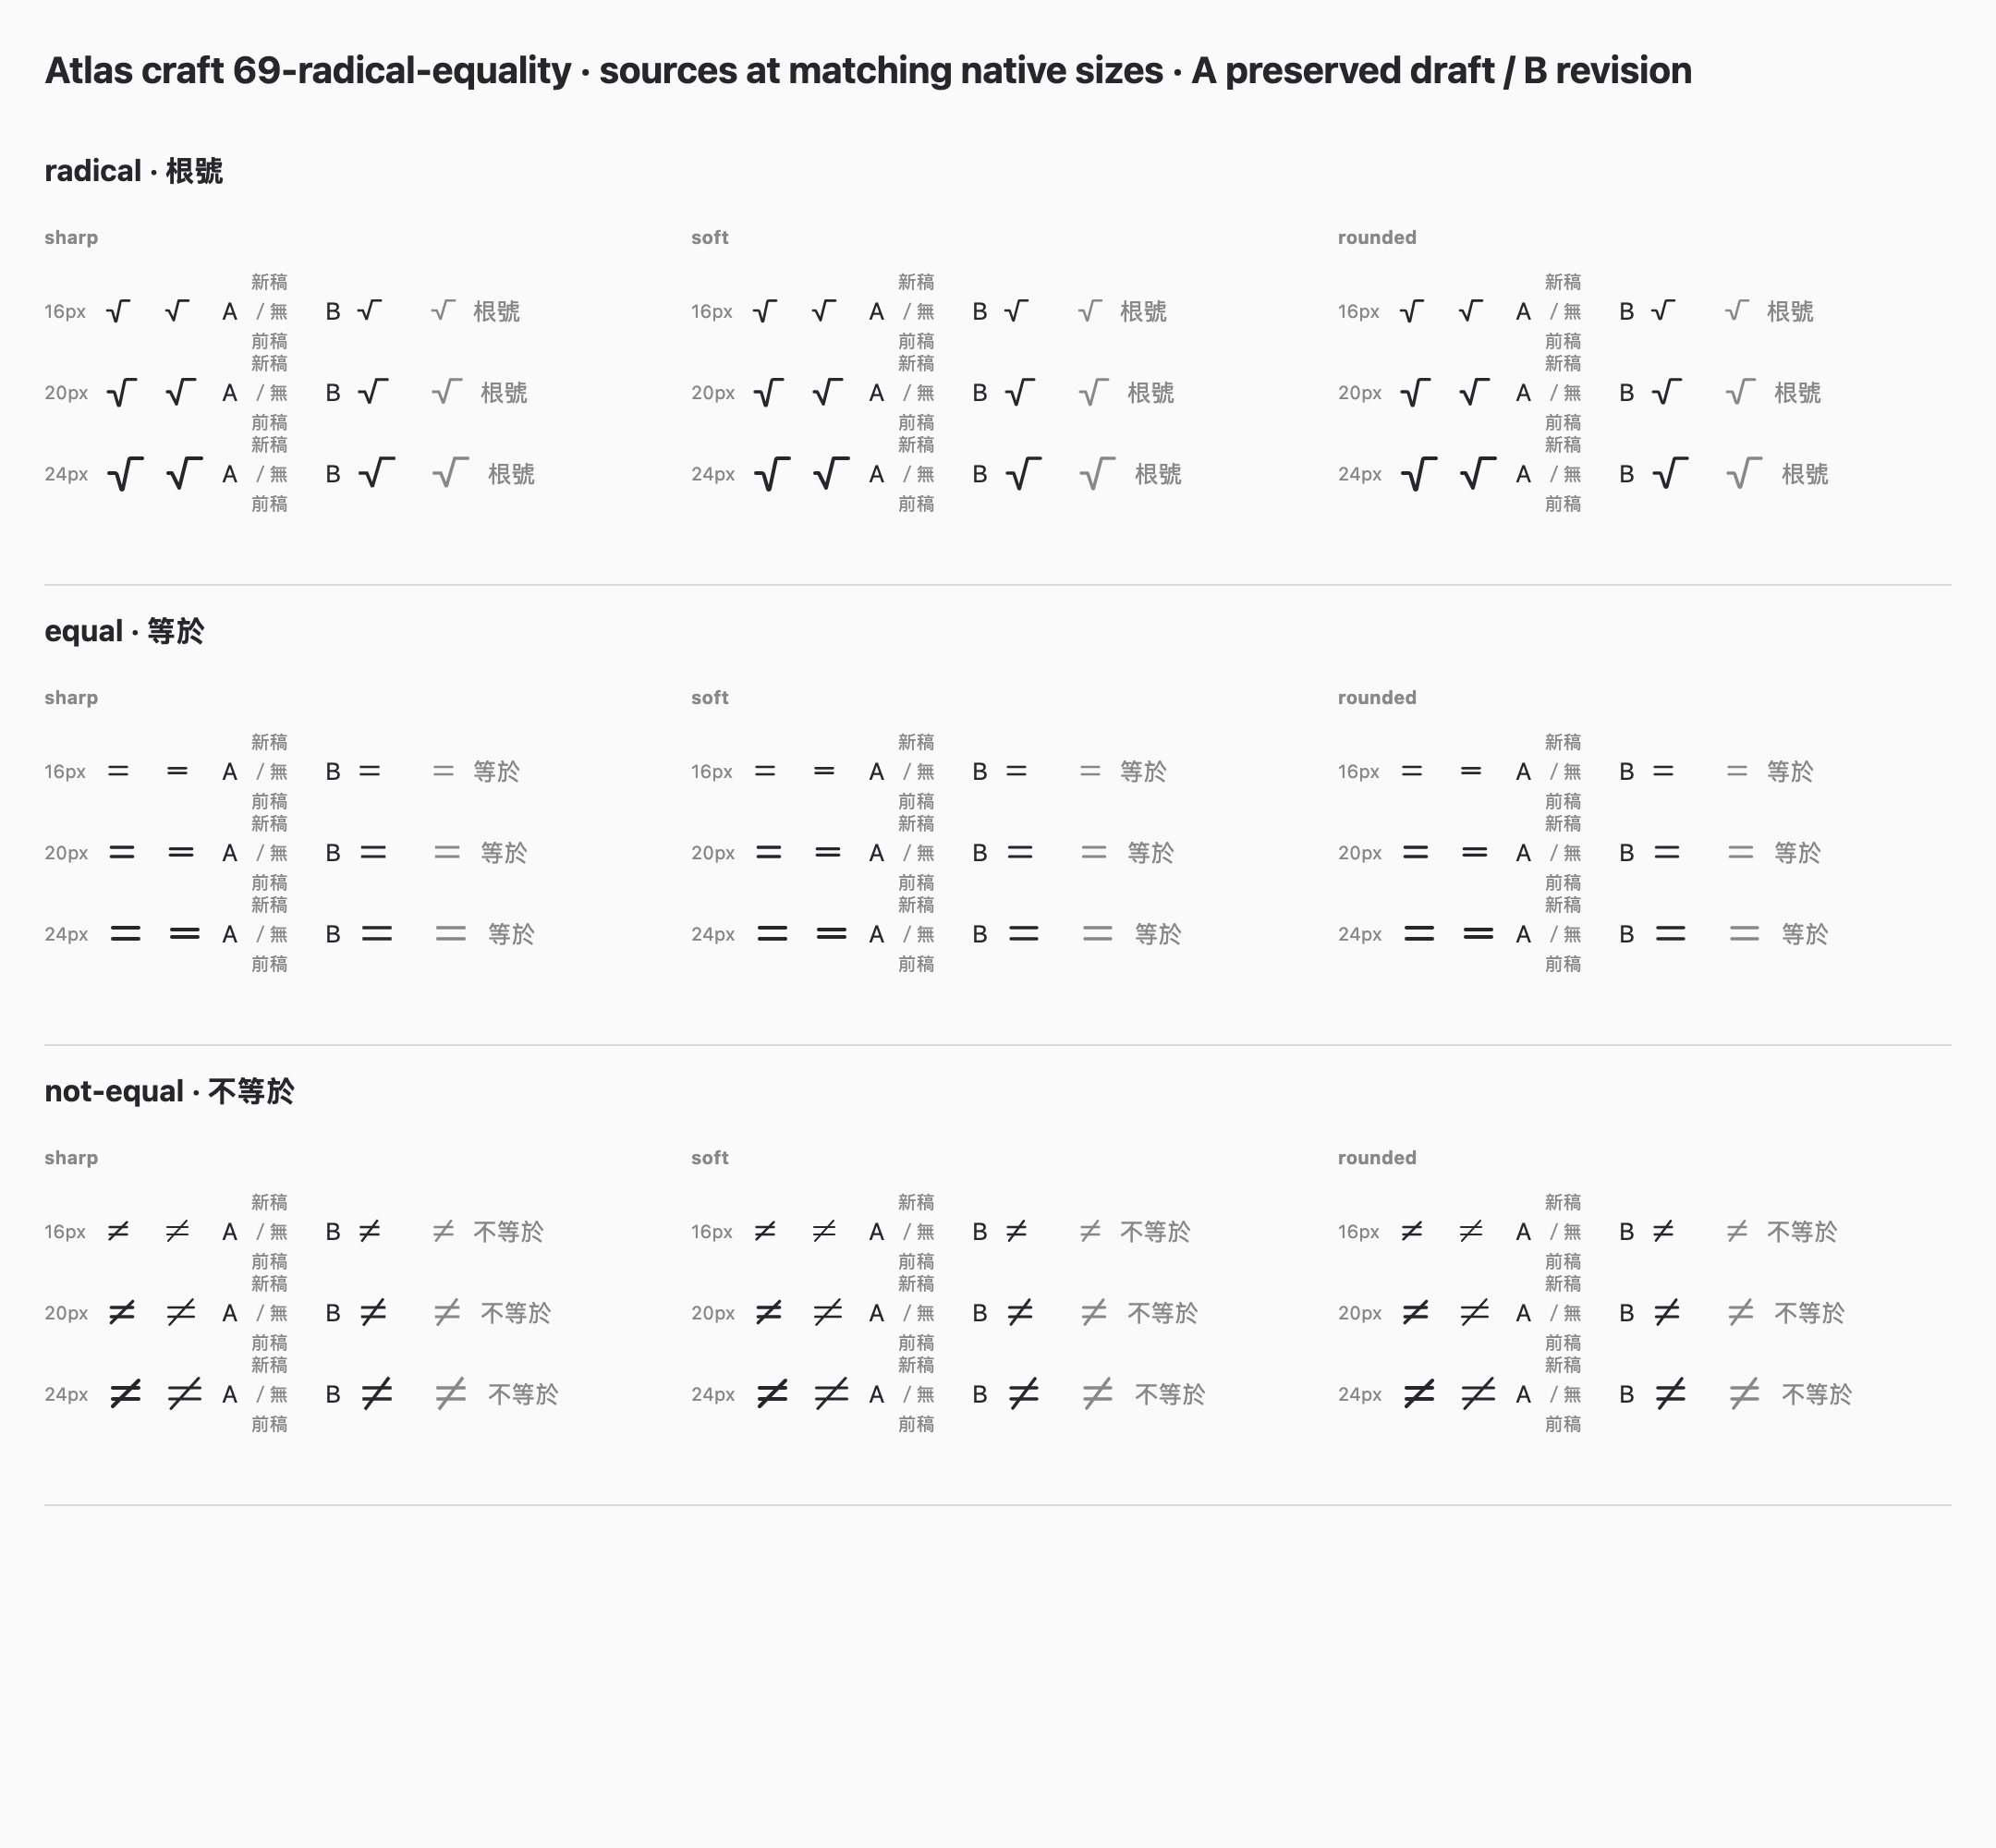 Atlas craft 69-radical-equality · sources at matching native sizes · A preserved draft / B revision
radical · 根號
sharp
16px √ √ A 新稿 / 無前稿 B √ √ 根號
20px √ √ A 新稿 / 無前稿 B √ √ 根號
24px √ √ A 新稿 / 無前稿 B √ √ 根號
soft
16px √ √ A 新稿 / 無前稿 B √ √ 根號
20px √ √ A 新稿 / 無前稿 B √ √ 根號
24px √ √ A 新稿 / 無前稿 B √ √ 根號
rounded
16px √ √ A 新稿 / 無前稿 B √ √ 根號
20px √ √ A 新稿 / 無前稿 B √ √ 根號
24px √ √ A 新稿 / 無前稿 B √ √ 根號
equal · 等於
sharp
16px = = A 新稿 / 無前稿 B = = 等於
20px = = A 新稿 / 無前稿 B = = 等於
24px = = A 新稿 / 無前稿 B = = 等於
soft
16px = = A 新稿 / 無前稿 B = = 等於
20px = = A 新稿 / 無前稿 B = = 等於
24px = = A 新稿 / 無前稿 B = = 等於
rounded
16px = = A 新稿 / 無前稿 B = = 等於
20px = = A 新稿 / 無前稿 B = = 等於
24px = = A 新稿 / 無前稿 B = = 等於
not-equal · 不等於
sharp
16px ≠ ≠ A 新稿 / 無前稿 B ≠ ≠ 不等於
20px ≠ ≠ A 新稿 / 無前稿 B ≠ ≠ 不等於
24px ≠ ≠ A 新稿 / 無前稿 B ≠ ≠ 不等於
soft
16px ≠ ≠ A 新稿 / 無前稿 B ≠ ≠ 不等於
20px ≠ ≠ A 新稿 / 無前稿 B ≠ ≠ 不等於
24px ≠ ≠ A 新稿 / 無前稿 B ≠ ≠ 不等於
rounded
16px ≠ ≠ A 新稿 / 無前稿 B ≠ ≠ 不等於
20px ≠ ≠ A 新稿 / 無前稿 B ≠ ≠ 不等於
24px ≠ ≠ A 新稿 / 無前稿 B ≠ ≠ 不等於